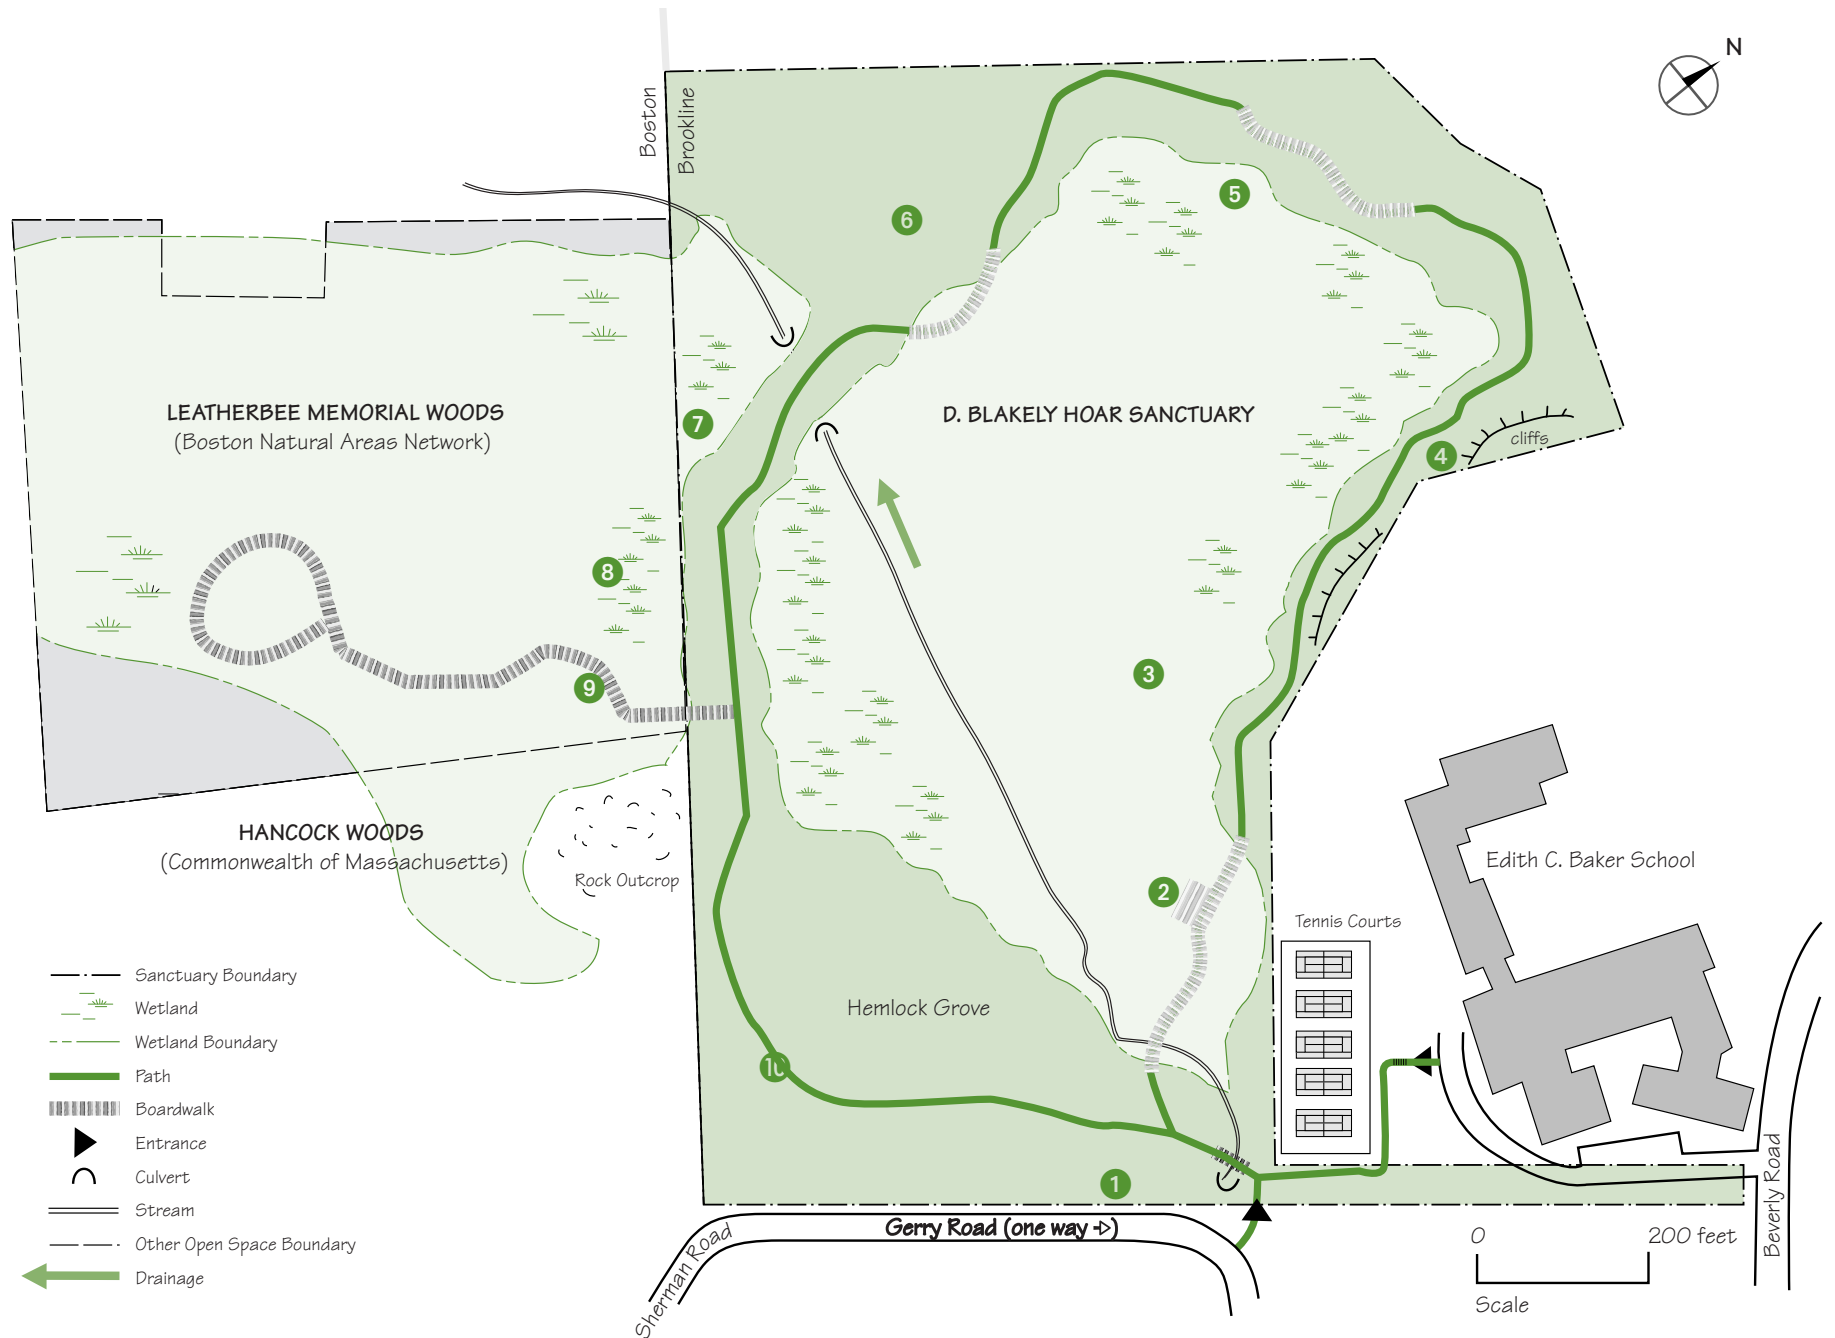 N
Boston
Brookline
5
6
LEATHERBEE MEMORIAL WOODS
(Boston Natural Areas Network)
D. BLAKELY HOAR SANCTUARY
7
cliffs
4
8
3
9
HANCOCK WOODS
(Commonwealth of Massachusetts)
Rock Outcrop
Edith C. Baker School
2
Tennis Courts
Hemlock Grove
10
1
Sanctuary Boundary
Wetland
Wetland Boundary
Path
Boardwalk
Entrance
Culvert
Stream
Other Open Space Boundary
Drainage
Gerry Road (one way →)
Sherman Road
Beverly Road
0 200 feet
Scale